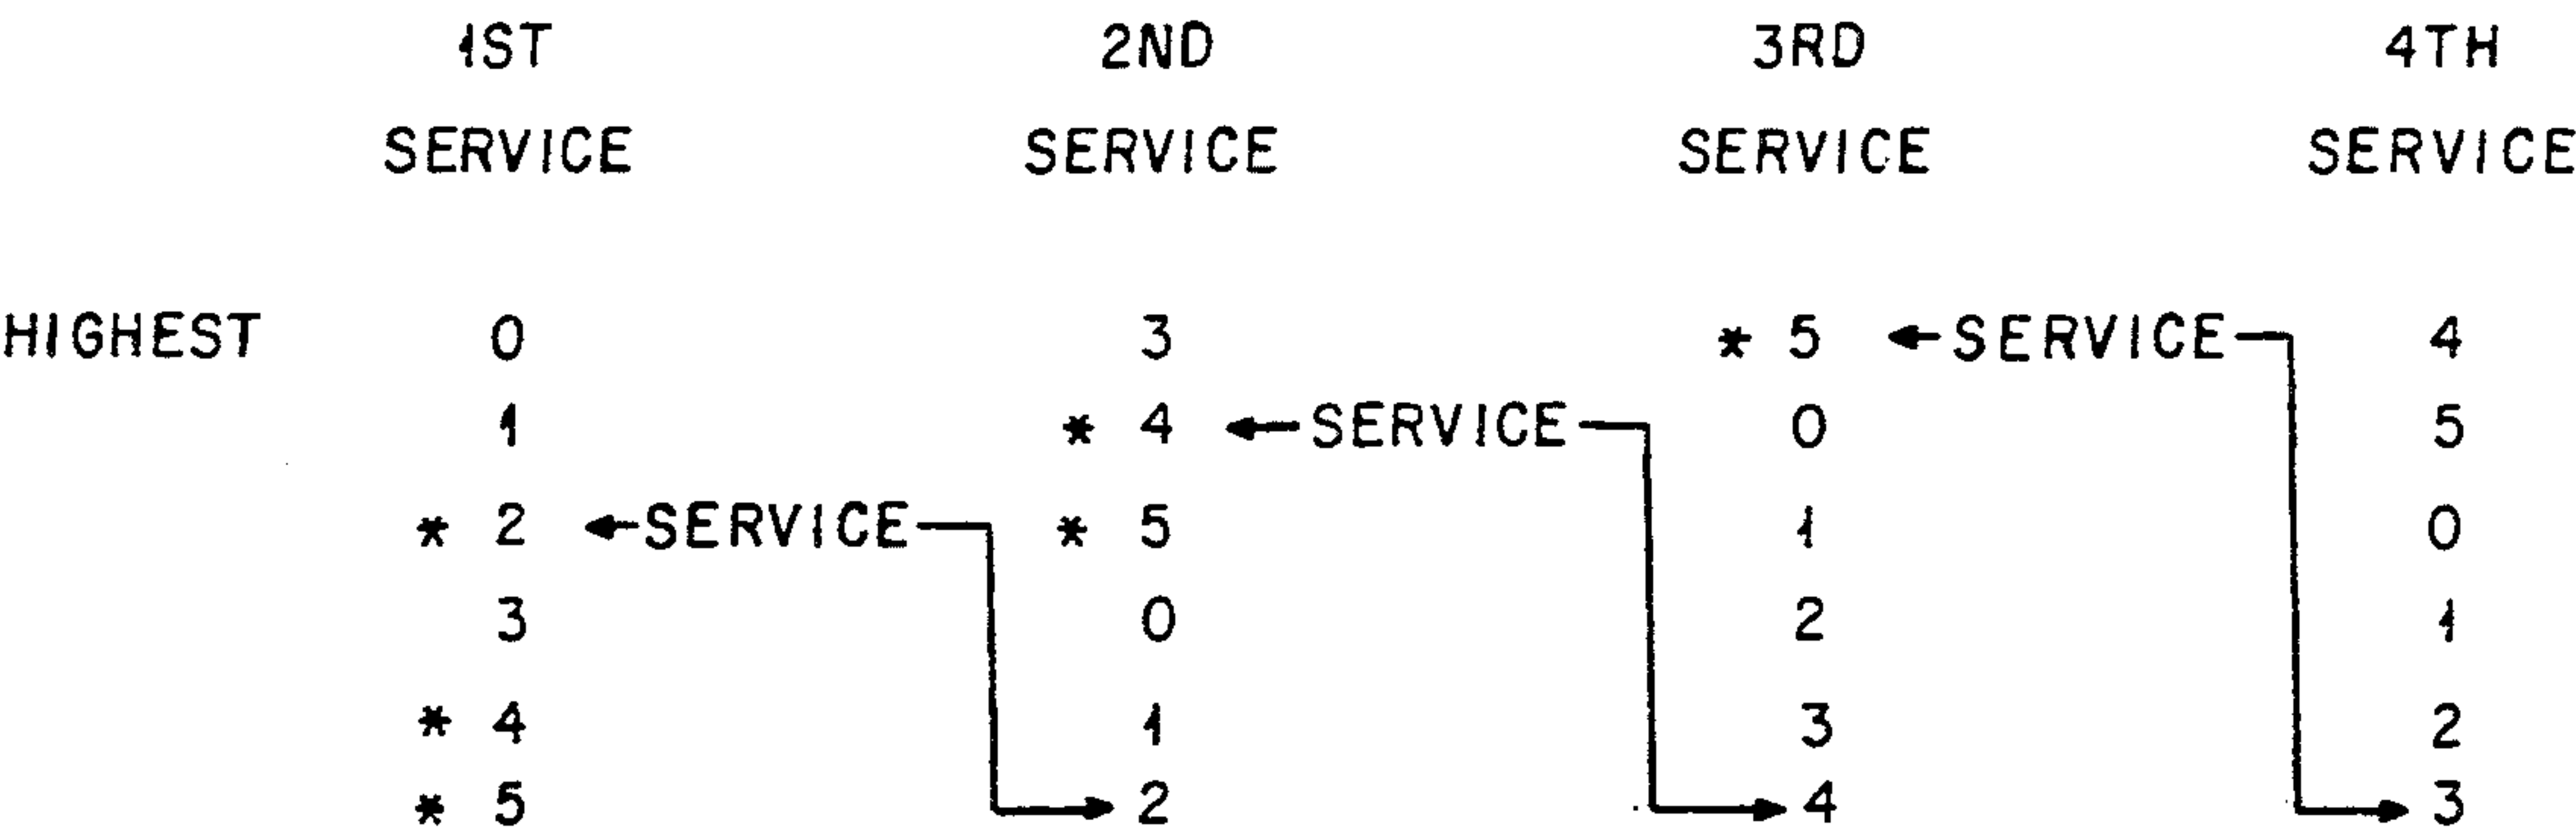 1ST 2ND 3RD 4TH
SERVICE SERVICE SERVICE SERVICE
HIGHEST 0 3 * 5 SERVICE 4
1 * 4 SERVICE 0 5
* 2 SERVICE * 5 1 0
3 0 2 1
* 4 1 3 2
* 5 2 4 3